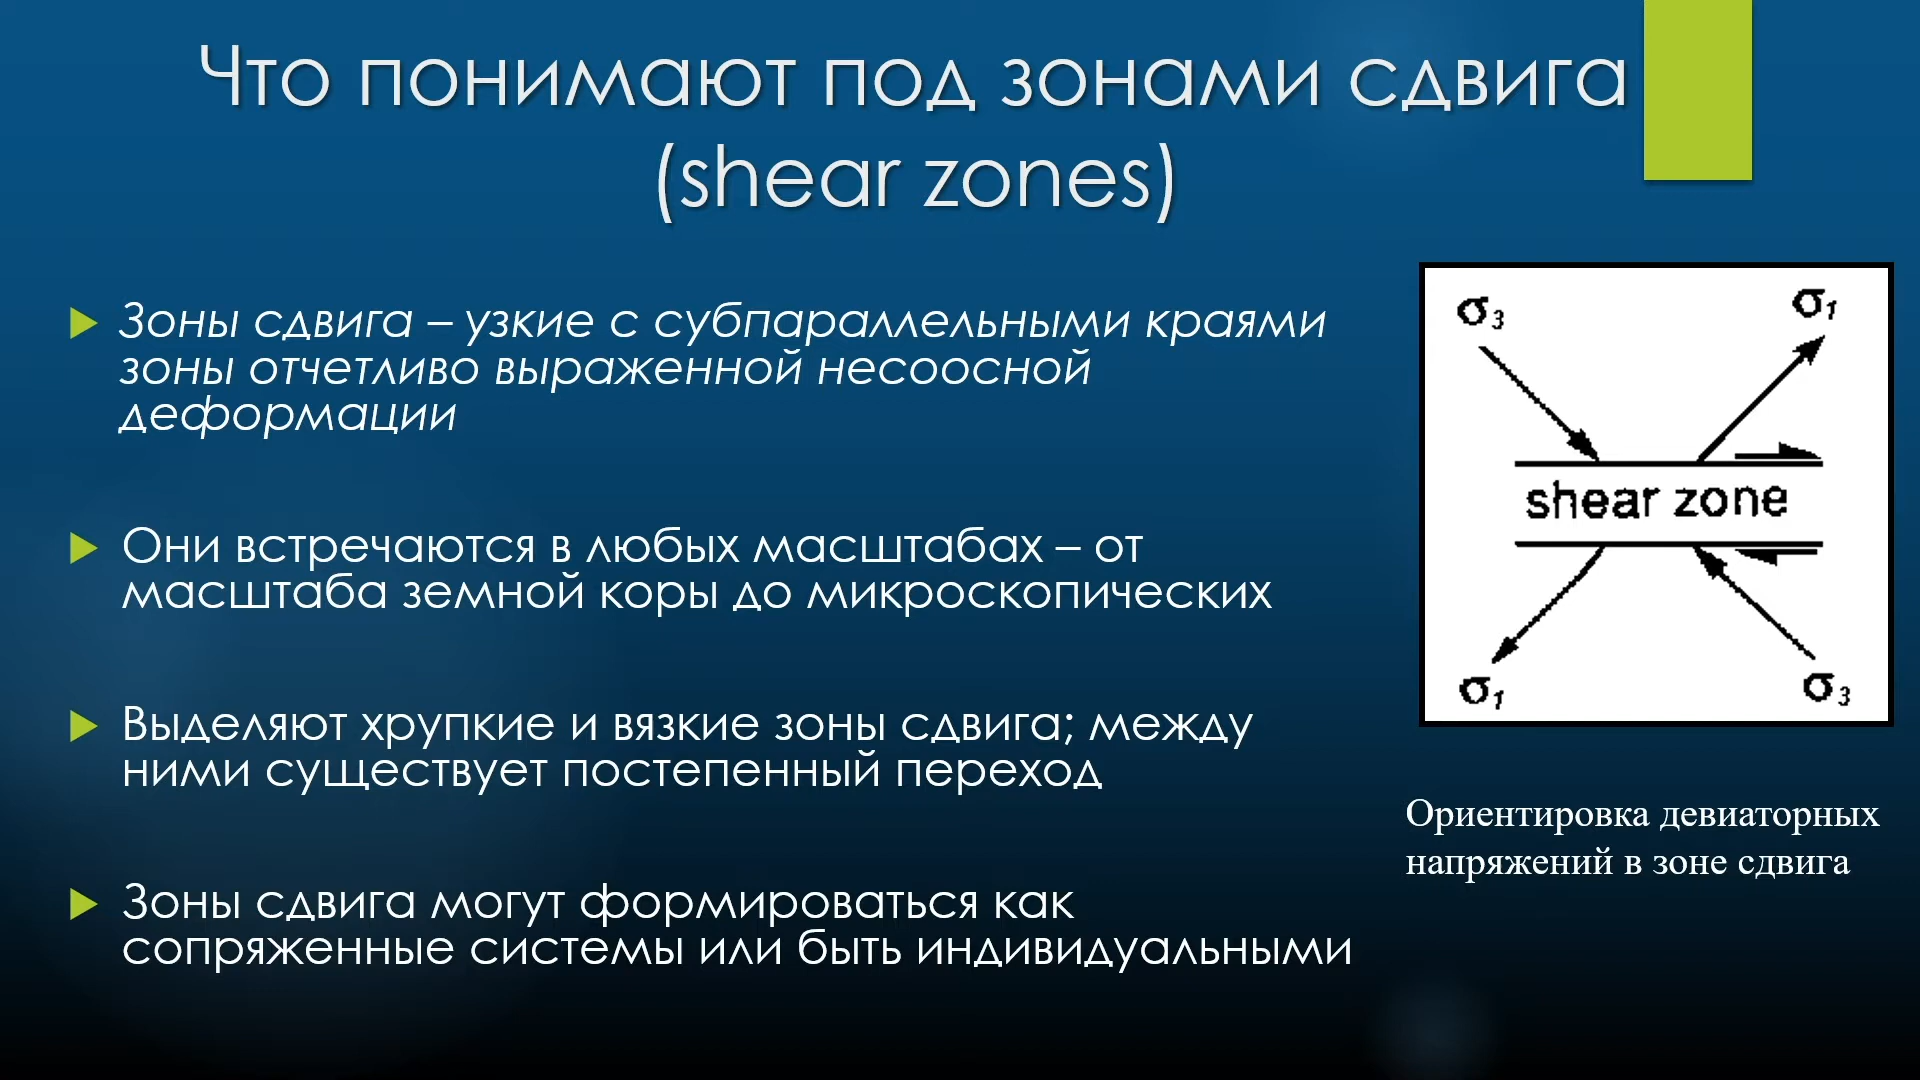 Что понимают под зонами сдвига
(shear zones)
Зоны сдвига – узкие с субпараллельными краями
зоны отчетливо выраженной несоосной
деформации
Они встречаются в любых масштабах – от
масштаба земной коры до микроскопических
Выделяют хрупкие и вязкие зоны сдвига; между
ними существует постепенный переход
Зоны сдвига могут формироваться как
сопряженные системы или быть индивидуальными
σ3
σ1
shear zone
σ1
σ3
Ориентировка девиаторных
напряжений в зоне сдвига